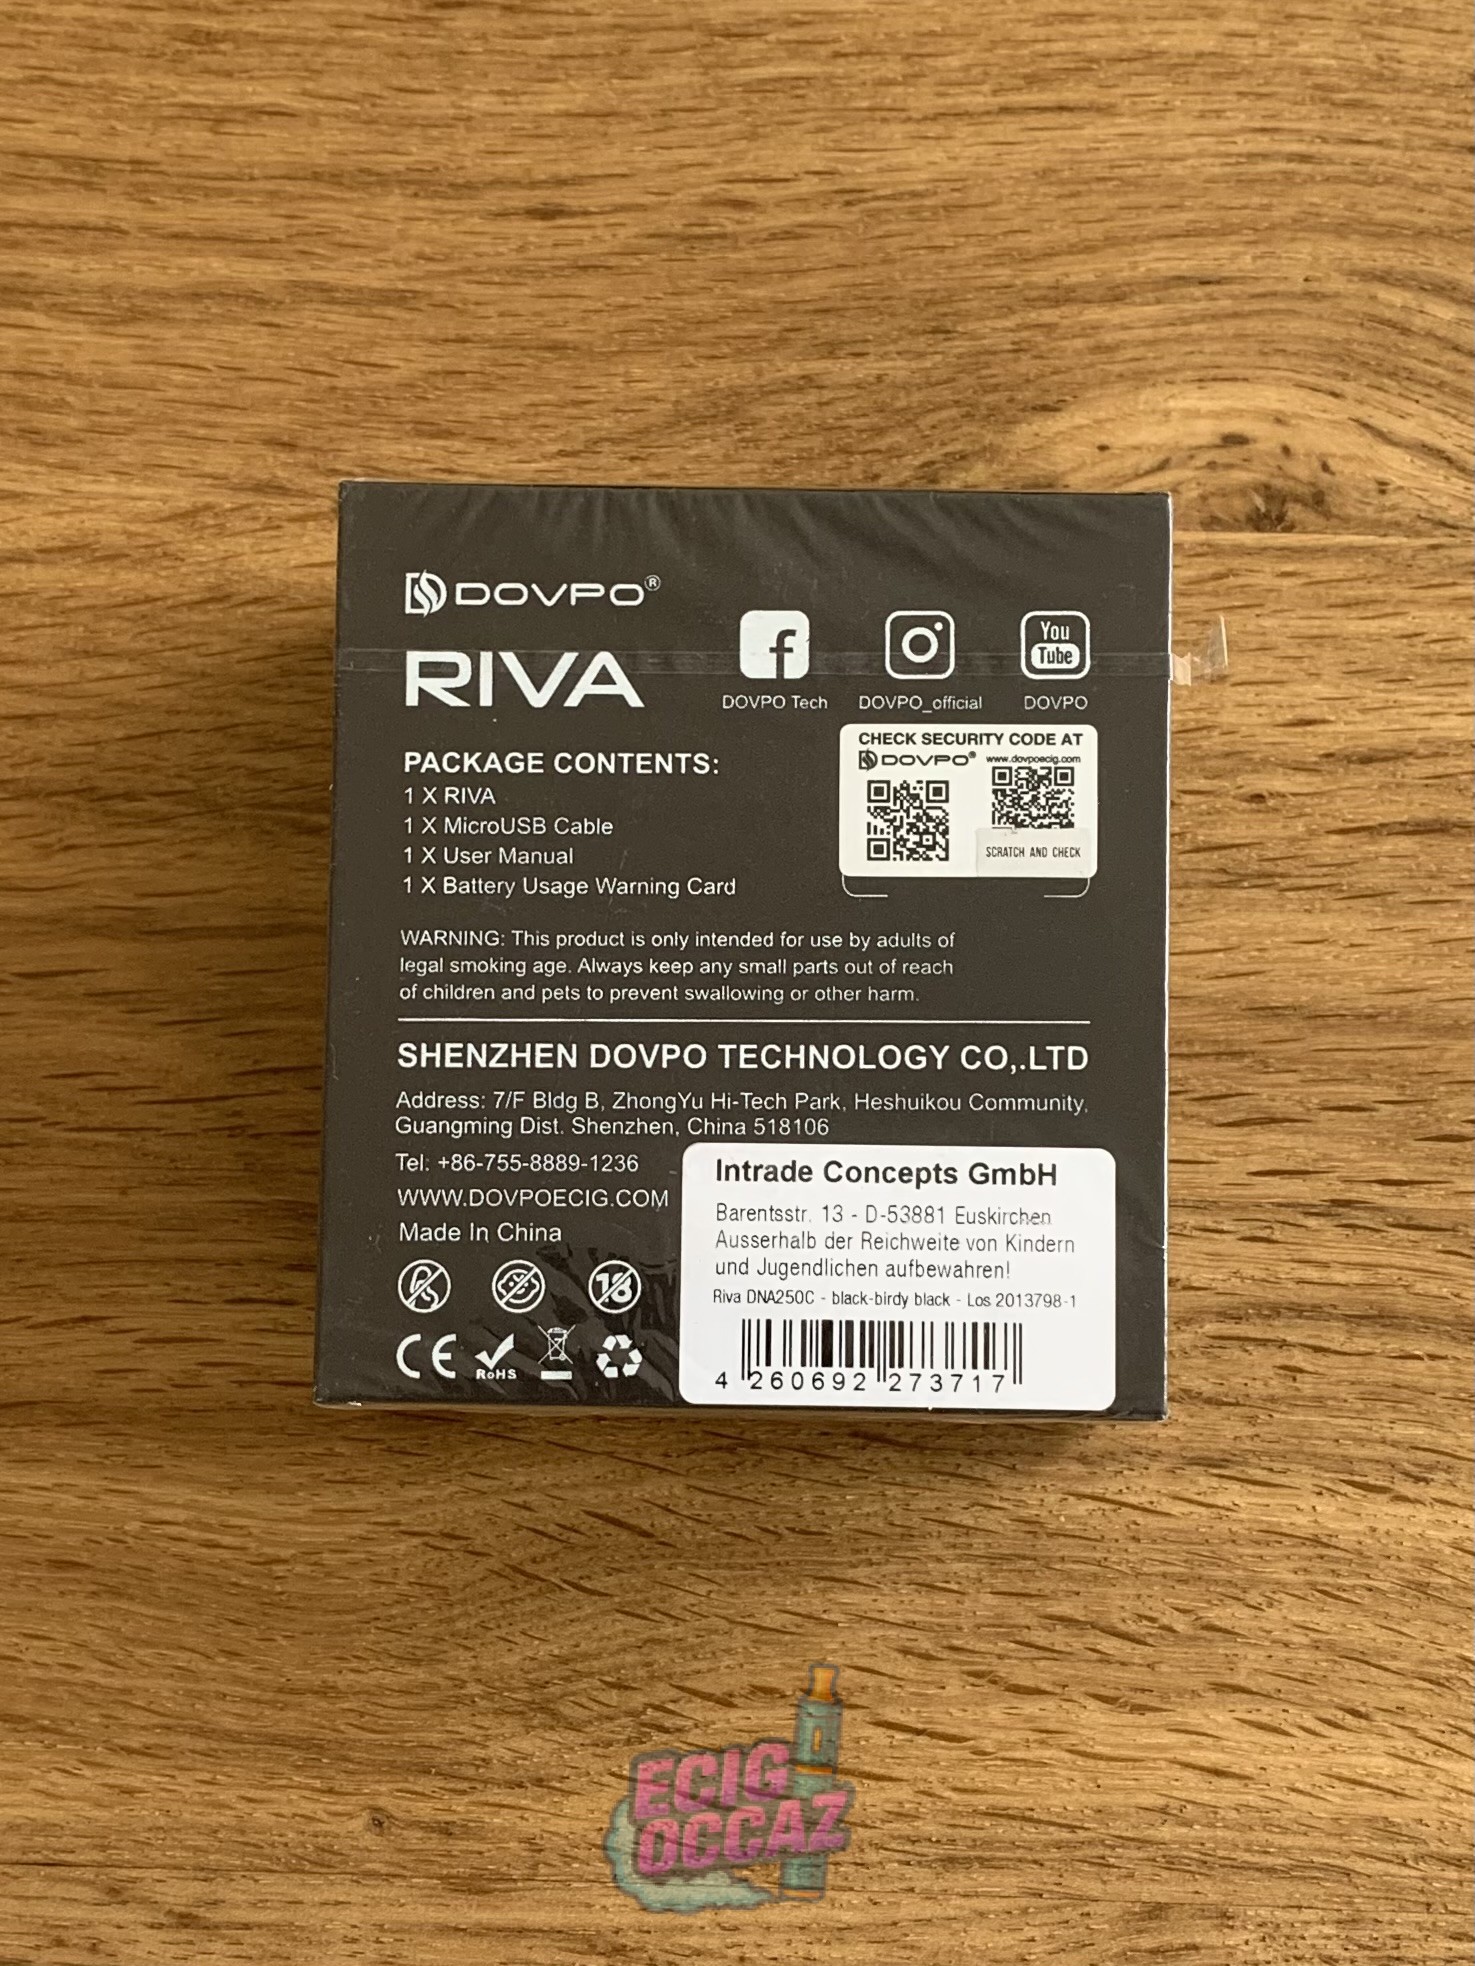 DOVPO®
RIVA
f
You
Tube
DOVPO Tech
DOVPO_official
DOVPO
CHECK SECURITY CODE AT
DOVPO® www.dovpoecig.com
SCRATCH AND CHECK
PACKAGE CONTENTS:
1 X RIVA
1 X MicroUSB Cable
1 X User Manual
1 X Battery Usage Warning Card
WARNING: This product is only intended for use by adults of
legal smoking age. Always keep any small parts out of reach
of children and pets to prevent swallowing or other harm.
SHENZHEN DOVPO TECHNOLOGY CO,.LTD
Address: 7/F Bldg B, ZhongYu Hi-Tech Park, Heshuikou Community,
Guangming Dist. Shenzhen, China 518106
Tel: +86-755-8889-1236
WWW.DOVPOECIG.COM
Made In China
18
CE
RoHS
Intrade Concepts GmbH
Barentsstr. 13 - D-53881 Euskirchen
Ausserhalb der Reichweite von Kindern
und Jugendlichen aufbewahren!
Riva DNA250C - black-birdy black - Los 2013798-1
4 260692 273717
ECIG
OCCAZ